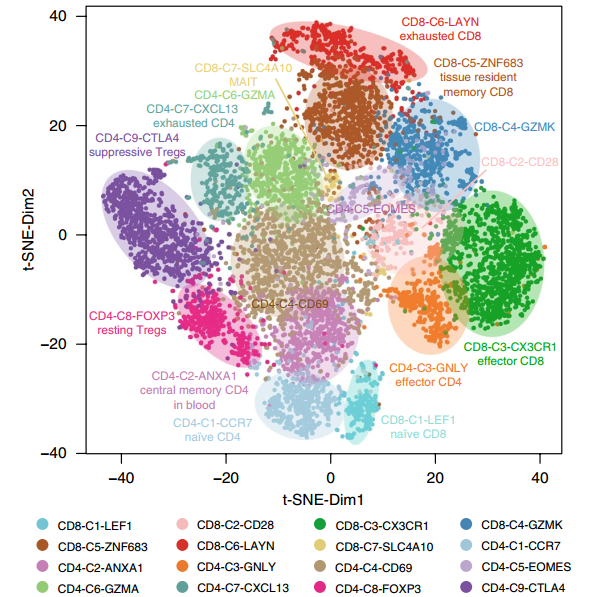 CD8-C6-LAYN
exhausted CD8
CD8-C7-SLC4A10
MAIT
CD8-C5-ZNF683
tissue resident
memory CD8
CD4-C6-GZMA
CD4-C7-CXCL13
exhausted CD4
CD8-C4-GZMK
CD4-C9-CTLA4
suppressive Tregs
CD8-C2-CD28
CD4-C5-EOMES
CD4-C4-CD69
CD4-C8-FOXP3
resting Tregs
CD8-C3-CX3CR1
effector CD8
CD4-C3-GNLY
effector CD4
CD4-C2-ANXA1
central memory CD4
in blood
CD4-C1-CCR7
naïve CD4
CD8-C1-LEF1
naïve CD8
t-SNE-Dim2
40
20
0
−20
−40
−40 −20 0 20 40
t-SNE-Dim1
CD8-C1-LEF1 CD8-C2-CD28 CD8-C3-CX3CR1 CD8-C4-GZMK
CD8-C5-ZNF683 CD8-C6-LAYN CD8-C7-SLC4A10 CD4-C1-CCR7
CD4-C2-ANXA1 CD4-C3-GNLY CD4-C4-CD69 CD4-C5-EOMES
CD4-C6-GZMA CD4-C7-CXCL13 CD4-C8-FOXP3 CD4-C9-CTLA4